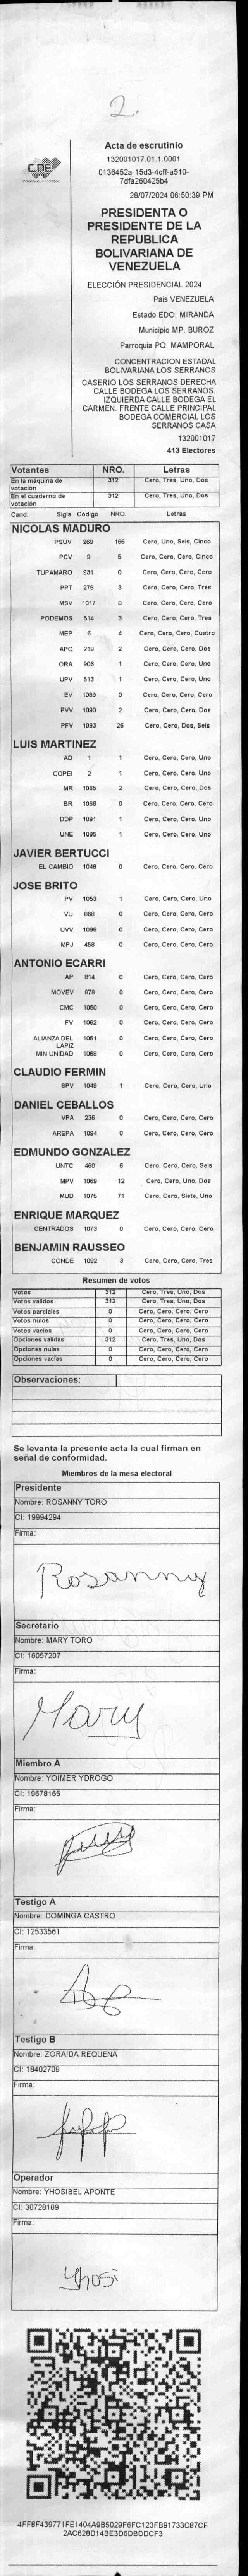 2
Acta de escrutinio
CNE
132001017.01.1.0001
0136452a-15d3-4cff-a510-
7dfa260425b4
28/07/2024 06:50:39 PM
PRESIDENTA O
PRESIDENTE DE LA
REPUBLICA
BOLIVARIANA DE
VENEZUELA
ELECCIÓN PRESIDENCIAL 2024
Pais VENEZUELA
Estado EDO. MIRANDA
Municipio MP. BUROZ
Parroquia PQ. MAMPORAL
CONCENTRACION ESTADAL
BOLIVARIANA LOS SERRANOS
CASERIO LOS SERRANOS DERECHA
CALLE BODEGA LOS SERRANOS.
IZQUIERDA CALLE BODEGA EL
CARMEN. FRENTE CALLE PRINCIPAL
BODEGA COMERCIAL LOS
SERRANOS CASA
132001017
413 Electores
Votantes NRO. Letras
En la máquina de votación 312 Cero, Tres, Uno, Dos
En el cuaderno de votación 312 Cero, Tres, Uno, Dos
Cand. Sigla Código NRO. Letras
NICOLAS MADURO
PSUV 269 165 Cero, Uno, Seis, Cinco
PCV 9 5 Cero, Cero, Cero, Cinco
TUPAMARO 931 0 Cero, Cero, Cero, Cero
PPT 276 3 Cero, Cero, Cero, Tres
MSV 1017 0 Cero, Cero, Cero, Cero
PODEMOS 514 3 Cero, Cero, Cero, Tres
MEP 6 4 Cero, Cero, Cero, Cuatro
APC 219 2 Cero, Cero, Cero, Dos
ORA 906 1 Cero, Cero, Cero, Uno
UPV 513 1 Cero, Cero, Cero, Uno
EV 1089 0 Cero, Cero, Cero, Cero
PVV 1090 2 Cero, Cero, Cero, Dos
PFV 1093 26 Cero, Cero, Dos, Seis
LUIS MARTINEZ
AD 1 1 Cero, Cero, Cero, Uno
COPEI 2 1 Cero, Cero, Cero, Uno
MR 1065 2 Cero, Cero, Cero, Dos
BR 1066 0 Cero, Cero, Cero, Cero
DDP 1091 1 Cero, Cero, Cero, Uno
UNE 1095 1 Cero, Cero, Cero, Uno
JAVIER BERTUCCI
EL CAMBIO 1048 0 Cero, Cero, Cero, Cero
JOSE BRITO
PV 1053 1 Cero, Cero, Cero, Uno
VU 868 0 Cero, Cero, Cero, Cero
UVV 1096 0 Cero, Cero, Cero, Cero
MPJ 458 0 Cero, Cero, Cero, Cero
ANTONIO ECARRI
AP 814 0 Cero, Cero, Cero, Cero
MOVEV 979 0 Cero, Cero, Cero, Cero
CMC 1050 0 Cero, Cero, Cero, Cero
FV 1062 0 Cero, Cero, Cero, Cero
ALIANZA DEL LAPIZ 1051 0 Cero, Cero, Cero, Cero
MIN UNIDAD 1068 0 Cero, Cero, Cero, Cero
CLAUDIO FERMIN
SPV 1049 1 Cero, Cero, Cero, Uno
DANIEL CEBALLOS
VPA 236 0 Cero, Cero, Cero, Cero
AREPA 1094 0 Cero, Cero, Cero, Cero
EDMUNDO GONZALEZ
UNTC 460 6 Cero, Cero, Cero, Seis
MPV 1069 12 Cero, Cero, Uno, Dos
MUD 1075 71 Cero, Cero, Siete, Uno
ENRIQUE MARQUEZ
CENTRADOS 1073 0 Cero, Cero, Cero, Cero
BENJAMIN RAUSSEO
CONDE 1092 3 Cero, Cero, Cero, Tres
Resumen de votos
Votos 312 Cero, Tres, Uno, Dos
Votos validos 312 Cero, Tres, Uno, Dos
Votos parciales 0 Cero, Cero, Cero, Cero
Votos nulos 0 Cero, Cero, Cero, Cero
Votos vacios 0 Cero, Cero, Cero, Cero
Opciones validas 312 Cero, Tres, Uno, Dos
Opciones nulas 0 Cero, Cero, Cero, Cero
Opciones vacias 0 Cero, Cero, Cero, Cero
Observaciones:
Se levanta la presente acta la cual firman en
señal de conformidad.
Miembros de la mesa electoral
Presidente
Nombre: ROSANNY TORO
CI: 19994294
Firma:
Rosanny
Secretario
Nombre: MARY TORO
CI: 16057207
Firma:
Mary
Miembro A
Nombre: YOIMER YDROGO
CI: 19678165
Firma:
Testigo A
Nombre: DOMINGA CASTRO
CI: 12533561
Firma:
Testigo B
Nombre: ZORAIDA REQUENA
CI: 18402709
Firma:
Operador
Nombre: YHOSIBEL APONTE
CI: 30728109
Firma:
Yhosi
4FF8F439771FE1404A9B5029F6FC123FB91733C87CF
2AC628D14BE3D6DBDDCF3